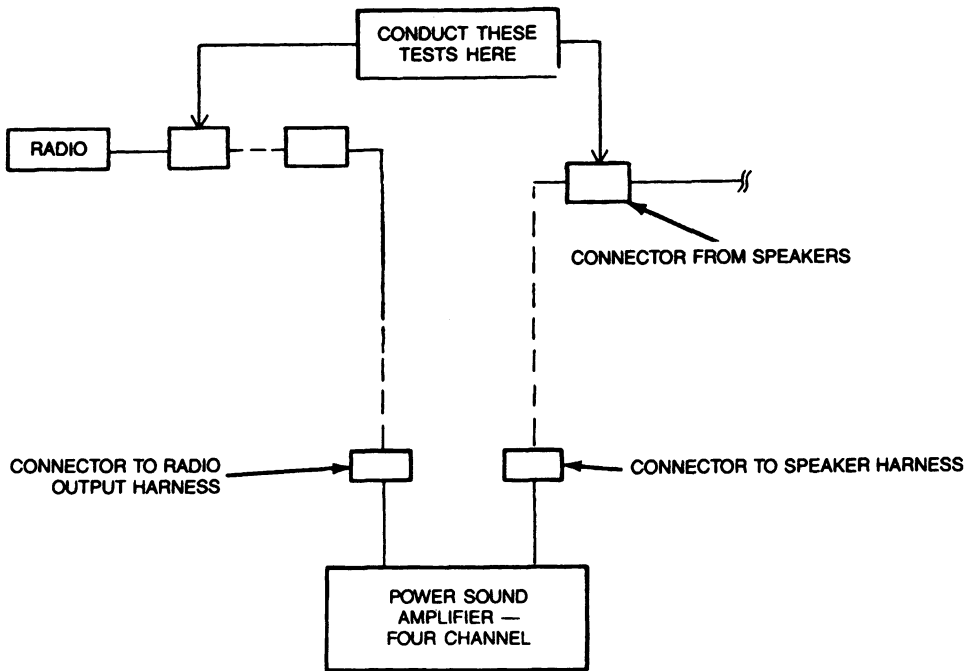 CONDUCT THESE
TESTS HERE
RADIO
CONNECTOR FROM SPEAKERS
CONNECTOR TO RADIO
OUTPUT HARNESS
CONNECTOR TO SPEAKER HARNESS
POWER SOUND
AMPLIFIER —
FOUR CHANNEL